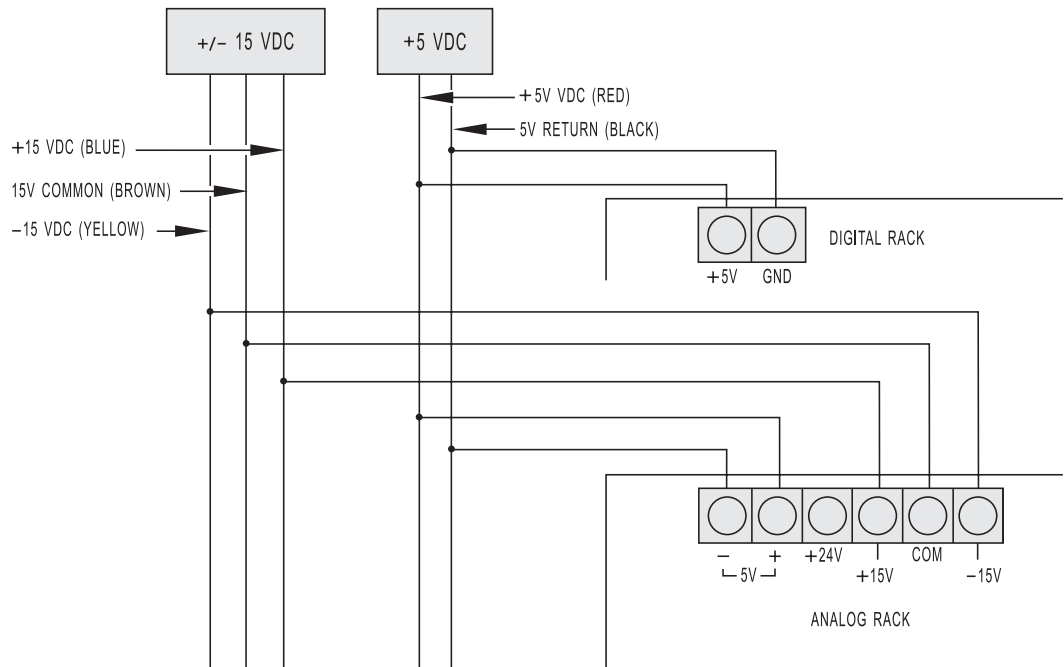 +/- 15 VDC
+5 VDC
+5V VDC (RED)
5V RETURN (BLACK)
+15 VDC (BLUE)
15V COMMON (BROWN)
-15 VDC (YELLOW)
DIGITAL RACK
+5V GND
- + +24V COM
5V +15V -15V
ANALOG RACK